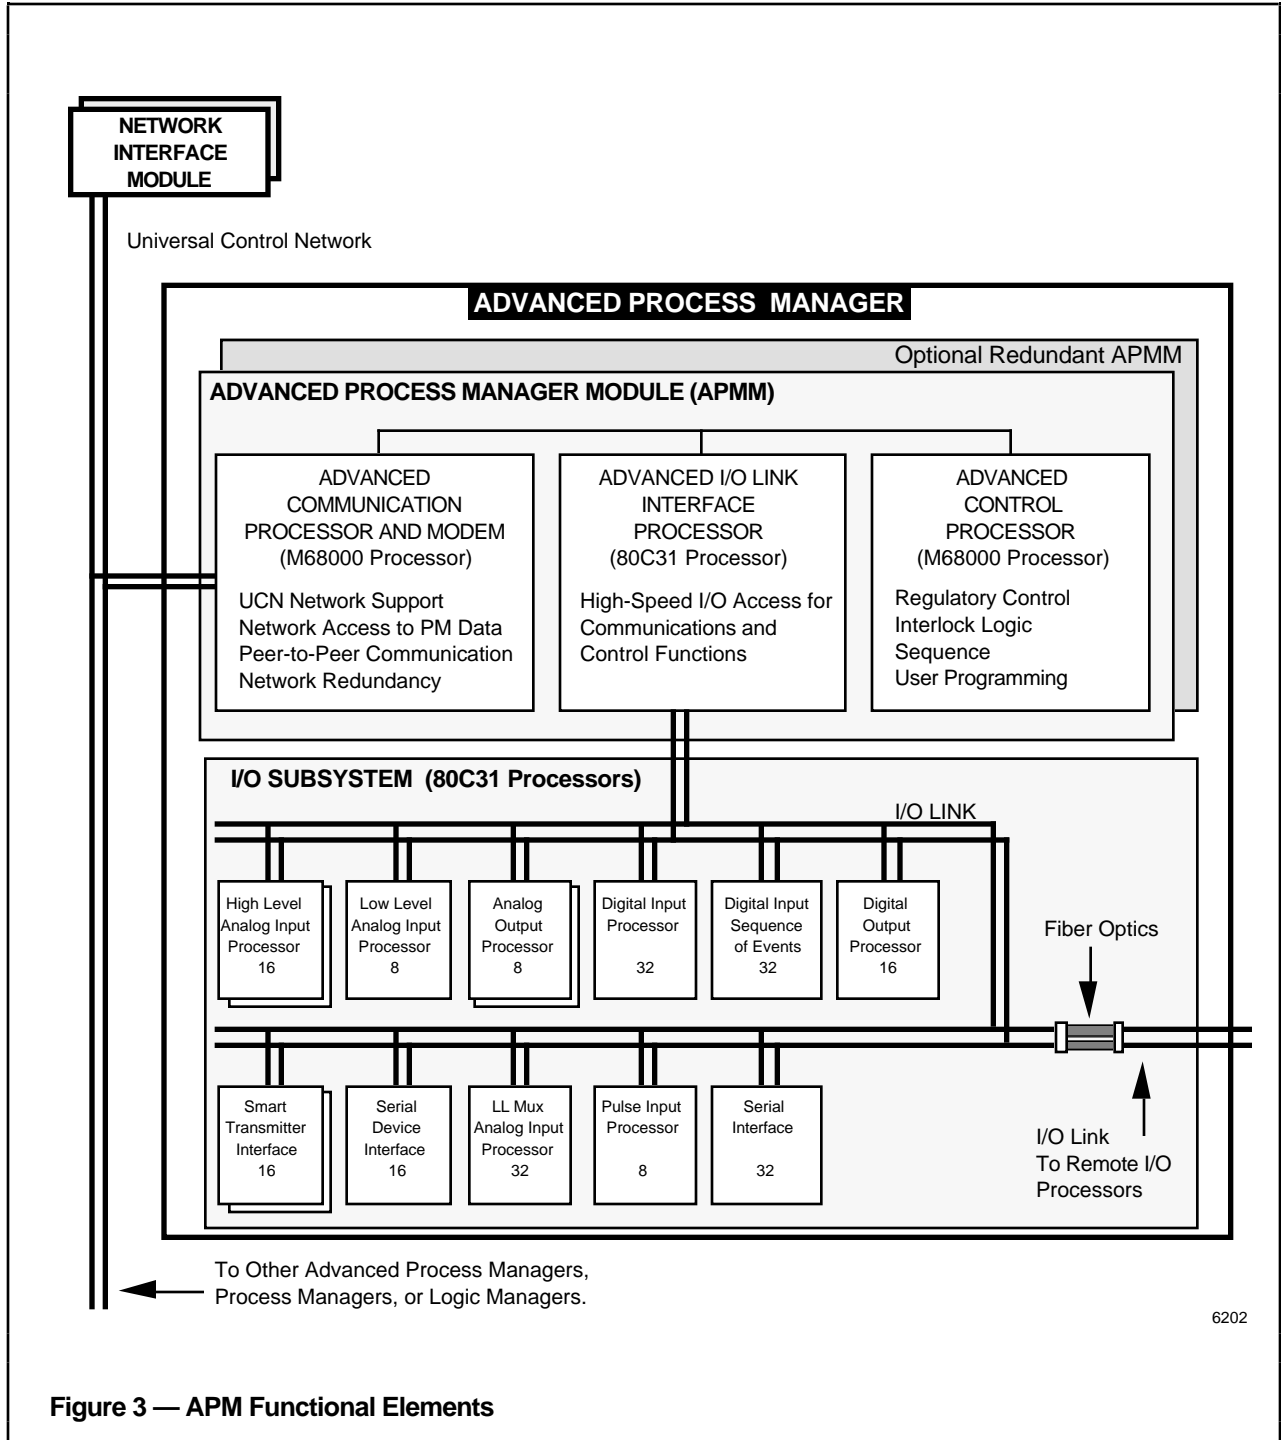 NETWORK
INTERFACE
MODULE
Universal Control Network
ADVANCED PROCESS MANAGER
Optional Redundant APMM
ADVANCED PROCESS MANAGER MODULE (APMM)
ADVANCED
COMMUNICATION
PROCESSOR AND MODEM
(M68000 Processor)
UCN Network Support
Network Access to PM Data
Peer-to-Peer Communication
Network Redundancy
ADVANCED I/O LINK
INTERFACE
PROCESSOR
(80C31 Processor)
High-Speed I/O Access for
Communications and
Control Functions
ADVANCED
CONTROL
PROCESSOR
(M68000 Processor)
Regulatory Control
Interlock Logic
Sequence
User Programming
I/O SUBSYSTEM (80C31 Processors)
I/O LINK
High Level
Analog Input
Processor
16
Low Level
Analog Input
Processor
8
Analog
Output
Processor
8
Digital Input
Processor
32
Digital Input
Sequence
of Events
32
Digital
Output
Processor
16
Fiber Optics
Smart
Transmitter
Interface
16
Serial
Device
Interface
16
LL Mux
Analog Input
Processor
32
Pulse Input
Processor
8
Serial
Interface
32
I/O Link
To Remote I/O
Processors
To Other Advanced Process Managers,
Process Managers, or Logic Managers.
6202
Figure 3 — APM Functional Elements